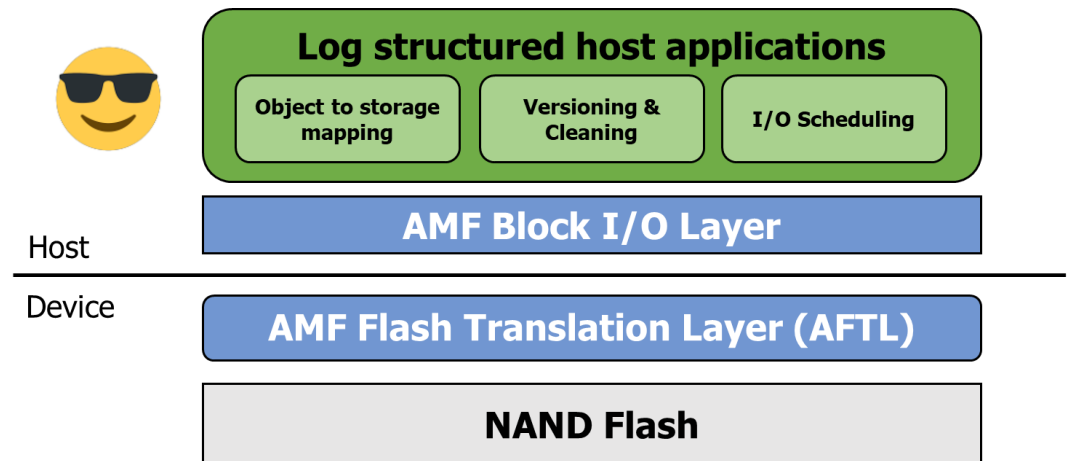 Log structured host applications
Object to storage
mapping
Versioning &
Cleaning
I/O Scheduling
AMF Block I/O Layer
Host
Device
AMF Flash Translation Layer (AFTL)
NAND Flash